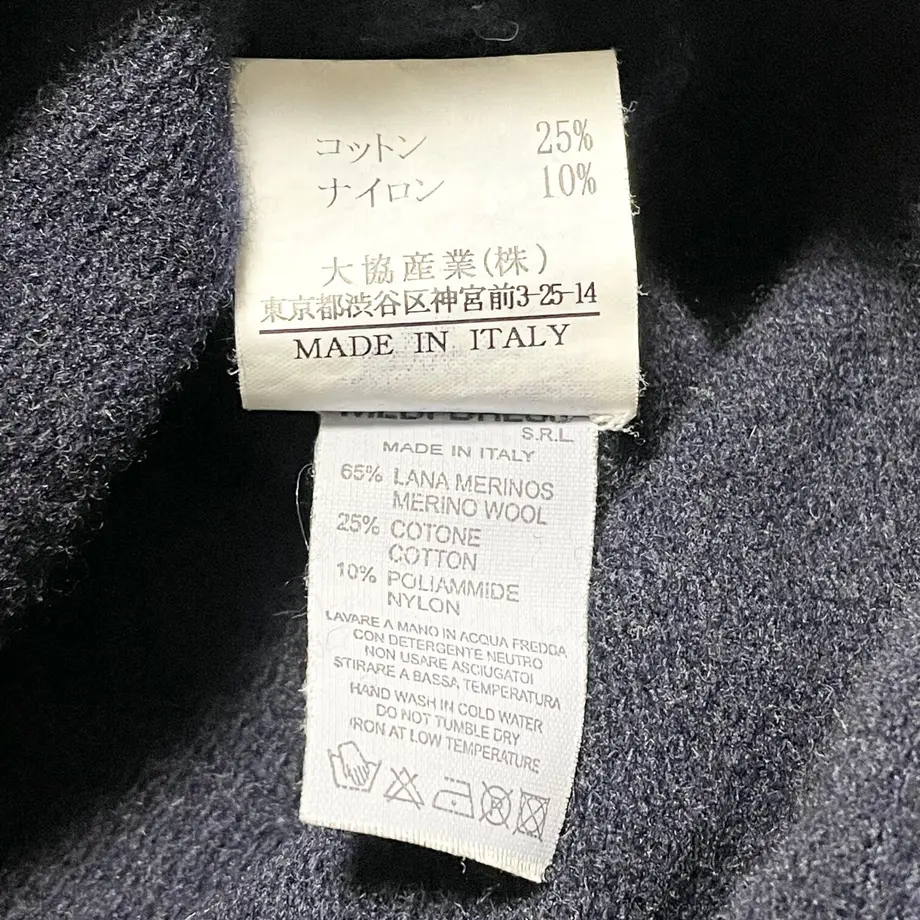 コットン 25%
ナイロン 10%
大協産業(株)
東京都渋谷区神宮前3-25-14
MADE IN ITALY
S.R.L.
MADE IN ITALY
65% LANA MERINOS
MERINO WOOL
25% COTONE
COTTON
10% POLIAMMIDE
NYLON
LAVARE A MANO IN ACQUA FREDDA
CON DETERGENTE NEUTRO
NON USARE ASCIUGATOI
STIRARE A BASSA TEMPERATURA
HAND WASH IN COLD WATER
DO NOT TUMBLE DRY
IRON AT LOW TEMPERATURE